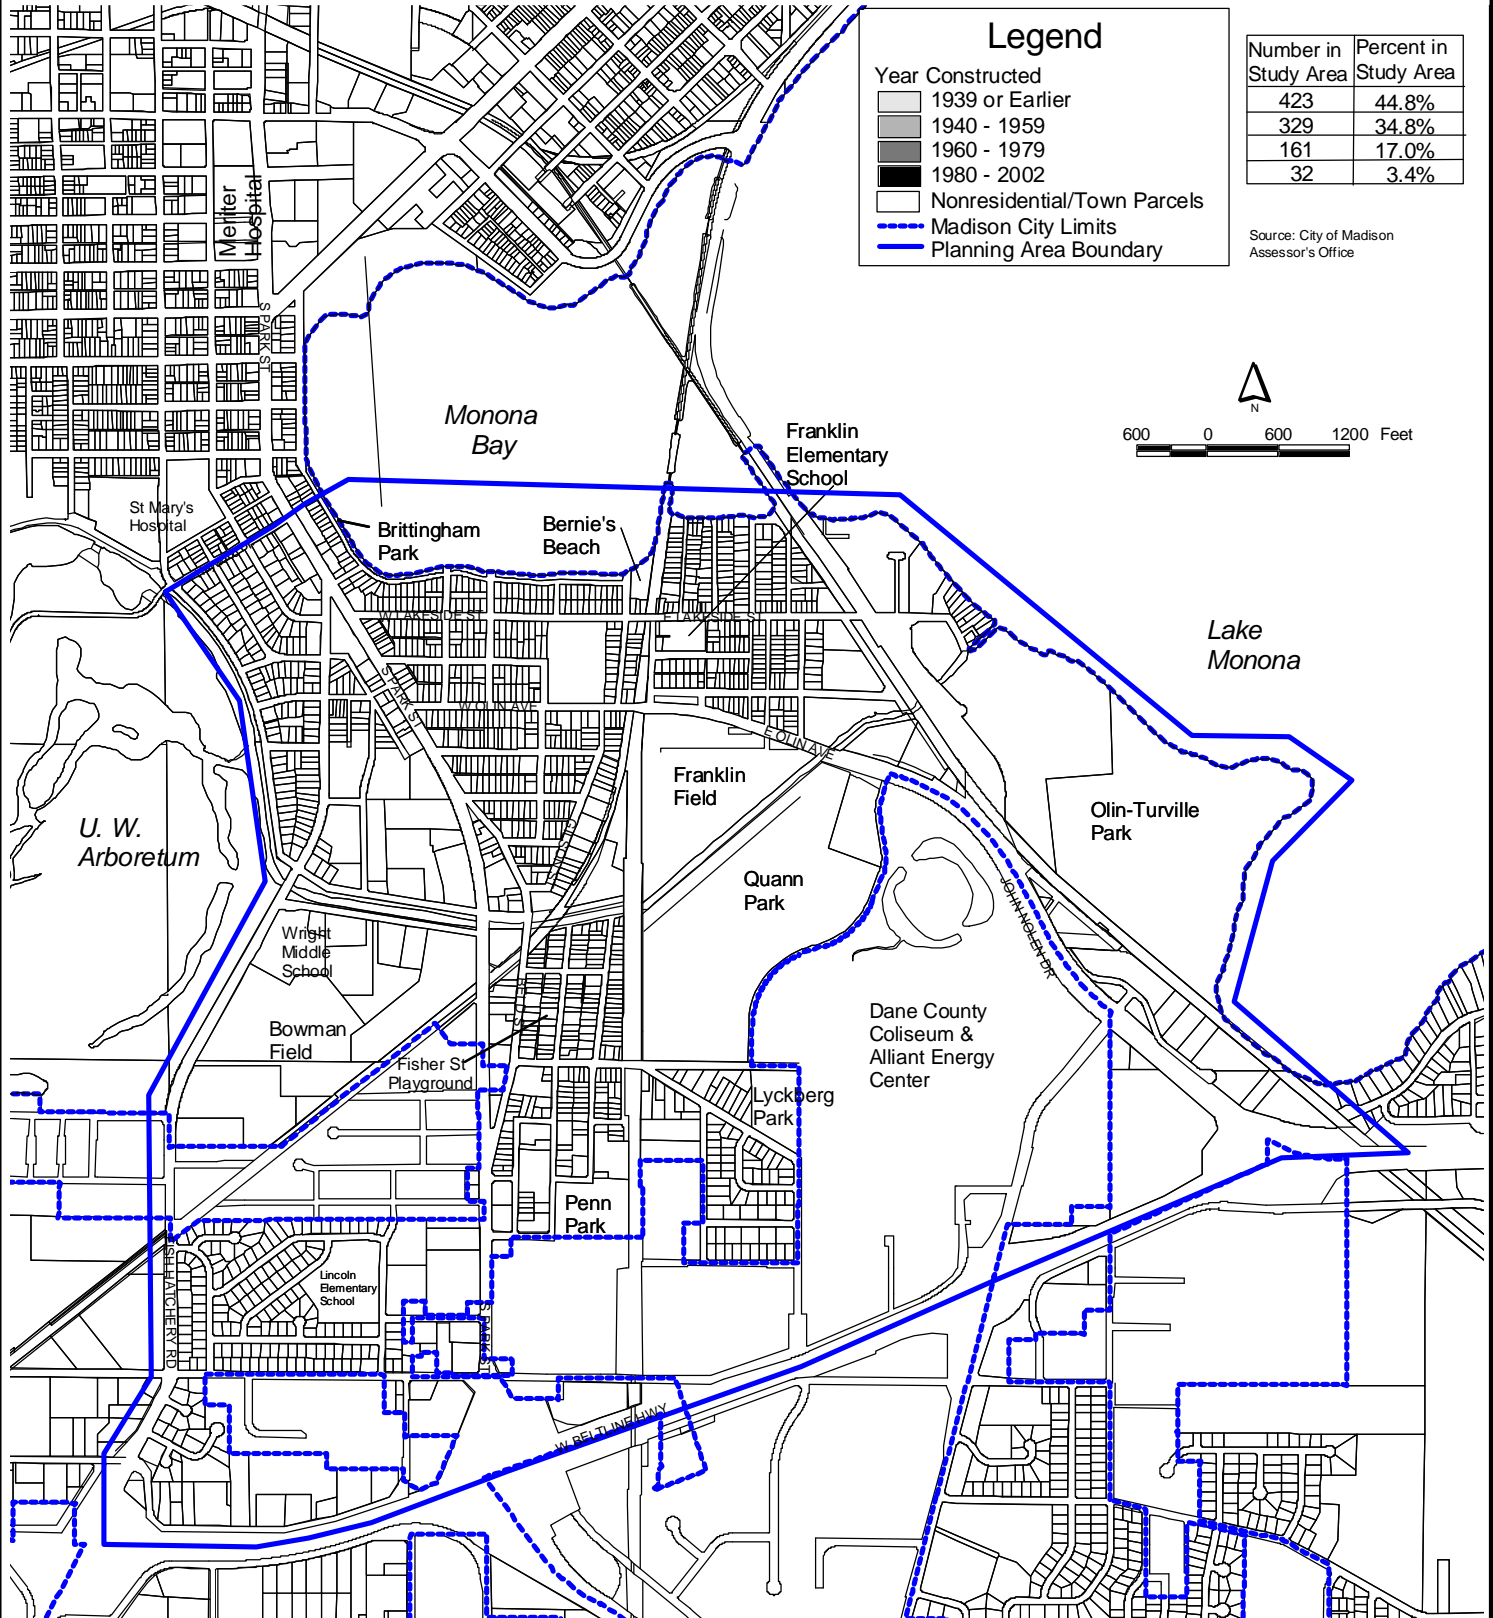 Legend
Year Constructed
1939 or Earlier
1940 - 1959
1960 - 1979
1980 - 2002
Nonresidential/Town Parcels
Madison City Limits
Planning Area Boundary
Number in Percent in
Study Area Study Area
423 44.8%
329 34.8%
161 17.0%
32 3.4%
Source: City of Madison
Assessor's Office
N
600 0 600 1200 Feet
Meriter
Hospital
S PARK ST
Monona
Bay
Franklin
Elementary
School
St Mary's
Hospital
Brittingham
Park
Bernie's
Beach
W LAKESIDE ST
E LAKESIDE ST
Lake
Monona
S PARK ST
W OLIN AVE
E OLIN AVE
Franklin
Field
Olin-Turville
Park
U. W.
Arboretum
Quann
Park
JOHN NOLEN DR
Wright
Middle
School
Bowman
Field
Fisher St
Playground
Dane County
Coliseum &
Alliant Energy
Center
Lyckberg
Park
Penn
Park
Lincoln
Elementary
School
FISH HATCHERY RD
S PARK ST
W BELTLINE HWY